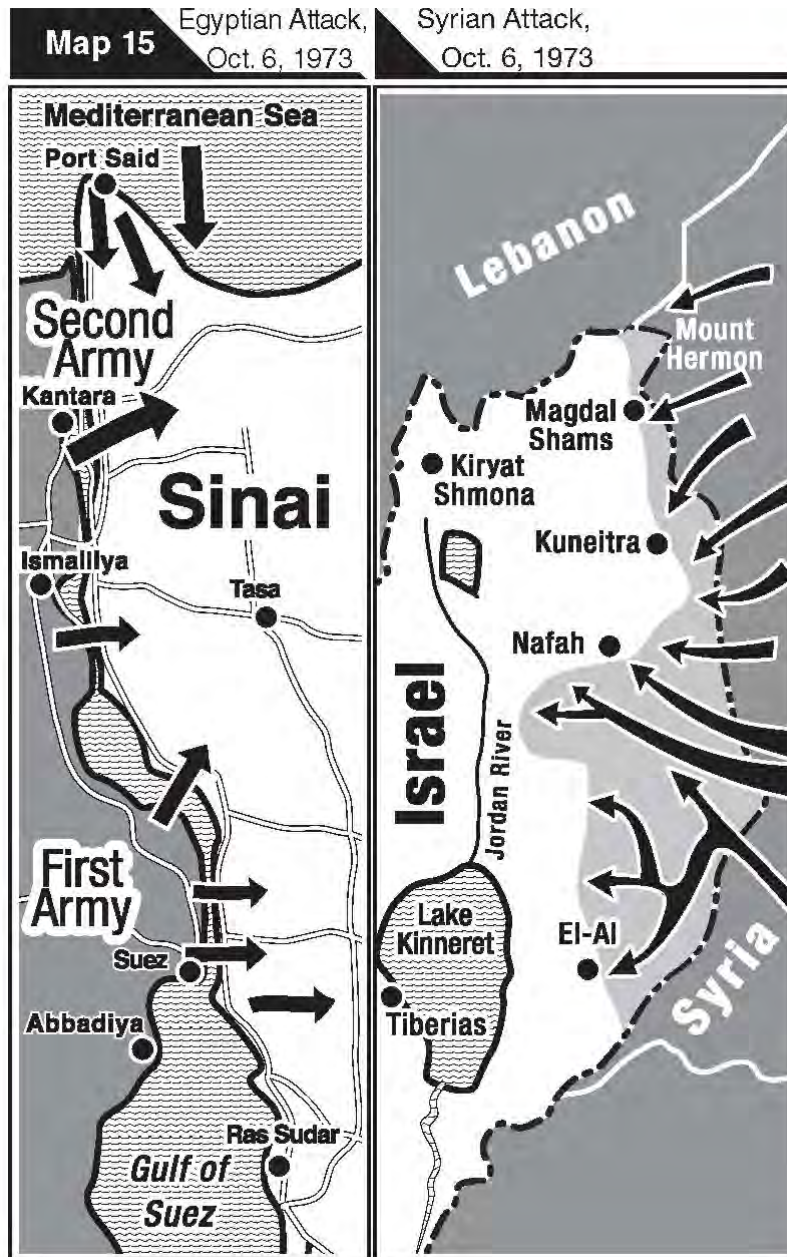 Map 15
Egyptian Attack,
Oct. 6, 1973
Syrian Attack,
Oct. 6, 1973
Mediterranean Sea
Port Said
Second
Army
Kantara
Sinai
Ismalilya
Tasa
First
Army
Suez
Abbadiya
Ras Sudar
Gulf of
Suez
Lebanon
Mount
Hermon
Magdal
Shams
Kiryat
Shmona
Kuneitra
Nafah
Israel
Jordan River
Lake
Kinneret
El-Al
Tiberias
Syria